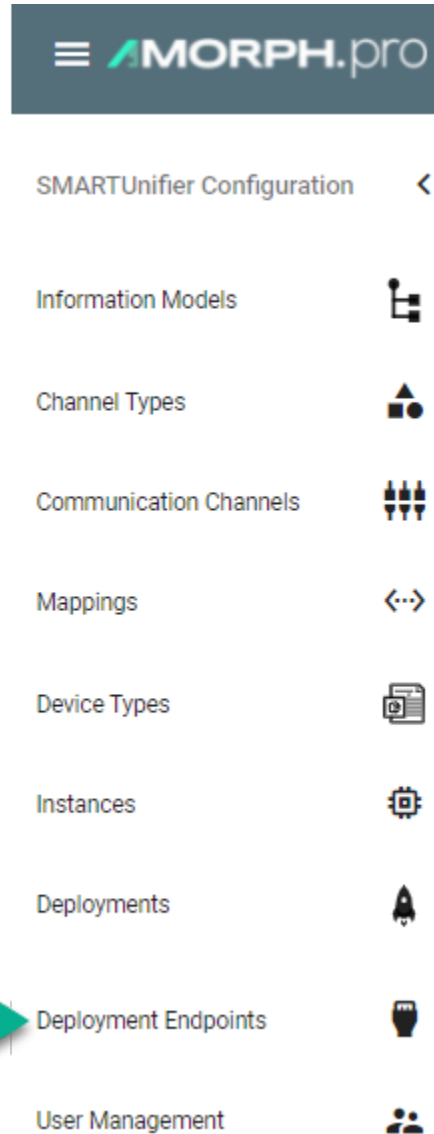 AMORPH.pro
SMARTUnifier Configuration
Information Models
Channel Types
Communication Channels
Mappings
Device Types
Instances
Deployments
Deployment Endpoints
User Management